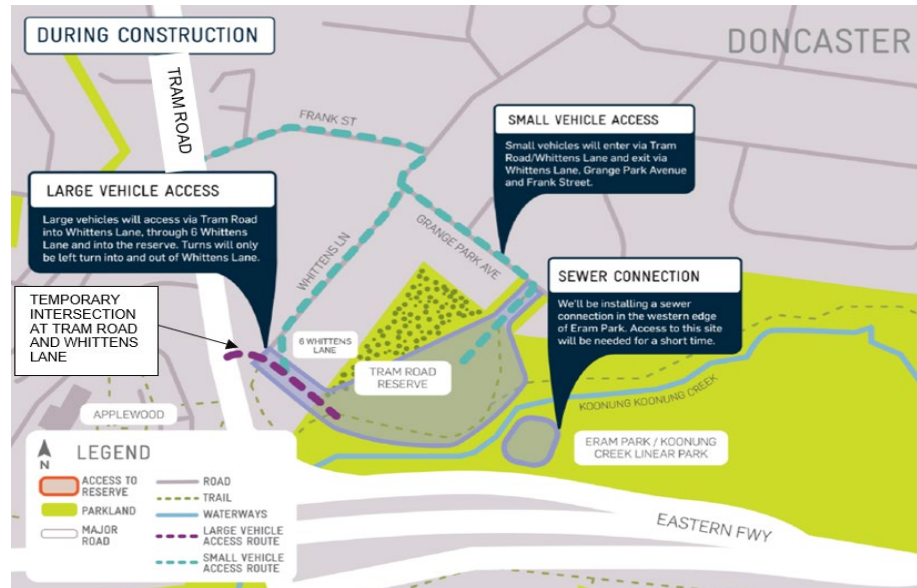 DURING CONSTRUCTION
DONCASTER
TRAM ROAD
FRANK ST
SMALL VEHICLE ACCESS
Small vehicles will enter via Tram
Road/Whittens Lane and exit via
Whittens Lane, Grange Park Avenue
and Frank Street.
LARGE VEHICLE ACCESS
Large vehicles will access via Tram Road
into Whittens Lane, through 6 Whittens
Lane and into the reserve. Turns will only
be left turn into and out of Whittens Lane.
WHITTENS LN
GRANGE PARK AVE
SEWER CONNECTION
We'll be installing a sewer
connection in the western edge
of Eram Park. Access to this site
will be needed for a short time.
TEMPORARY
INTERSECTION
AT TRAM ROAD
AND WHITTENS
LANE
6 WHITTENS
LANE
TRAM ROAD
RESERVE
KOONUNG KOONUNG CREEK
APPLEWOOD
ERAM PARK / KOONUNG
CREEK LINEAR PARK
EASTERN FWY
N
LEGEND
ACCESS TO
RESERVE
PARKLAND
MAJOR
ROAD
ROAD
TRAIL
WATERWAYS
LARGE VEHICLE
ACCESS ROUTE
SMALL VEHICLE
ACCESS ROUTE